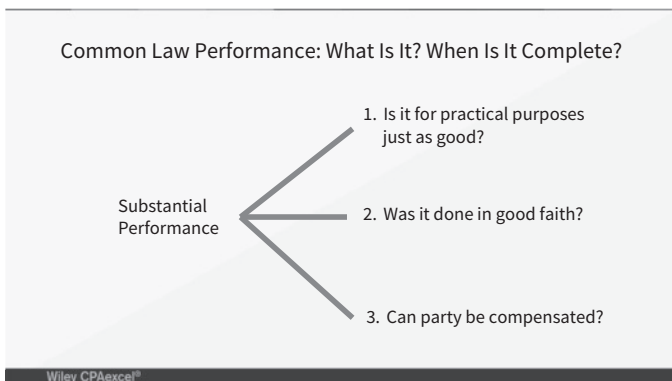 Common Law Performance: What Is It? When Is It Complete?
1. Is it for practical purposes
just as good?
Substantial
Performance
2. Was it done in good faith?
3. Can party be compensated?
Wiley CPAexcel®